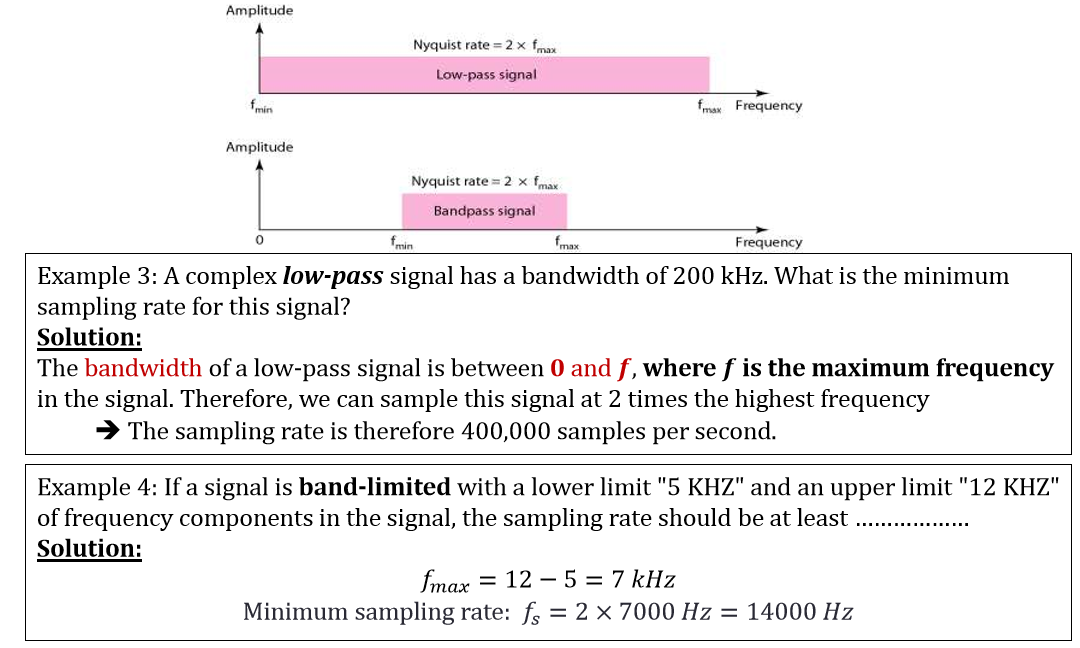 Amplitude
Nyquist rate = 2 × fmax
Low-pass signal
fmin
fmax Frequency
Amplitude
Nyquist rate = 2 × fmax
Bandpass signal
0 fmin fmax Frequency
Example 3: A complex low-pass signal has a bandwidth of 200 kHz. What is the minimum
sampling rate for this signal?
Solution:
The bandwidth of a low-pass signal is between 0 and f, where f is the maximum frequency
in the signal. Therefore, we can sample this signal at 2 times the highest frequency
➔ The sampling rate is therefore 400,000 samples per second.
Example 4: If a signal is band-limited with a lower limit "5 KHZ" and an upper limit "12 KHZ"
of frequency components in the signal, the sampling rate should be at least ...................
Solution:
fmax = 12 − 5 = 7 kHz
Minimum sampling rate: fs = 2 × 7000 Hz = 14000 Hz